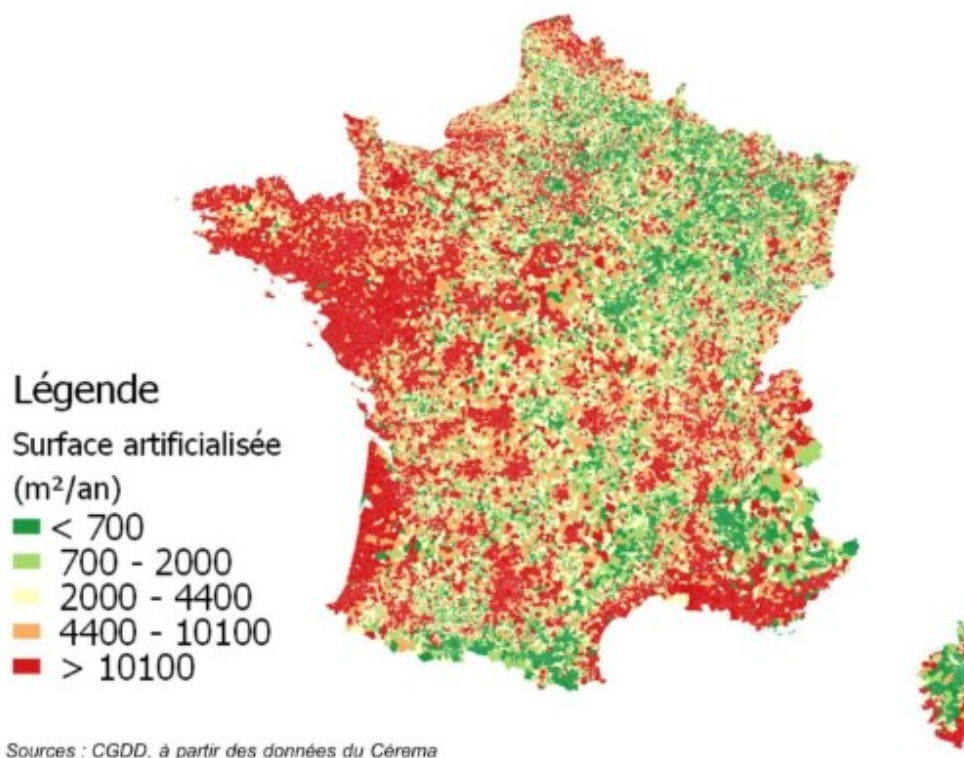 Légende
Surface artificialisée
(m²/an)
< 700
700 - 2000
2000 - 4400
4400 - 10100
> 10100
Sources : CGDD, à partir des données du Cérema